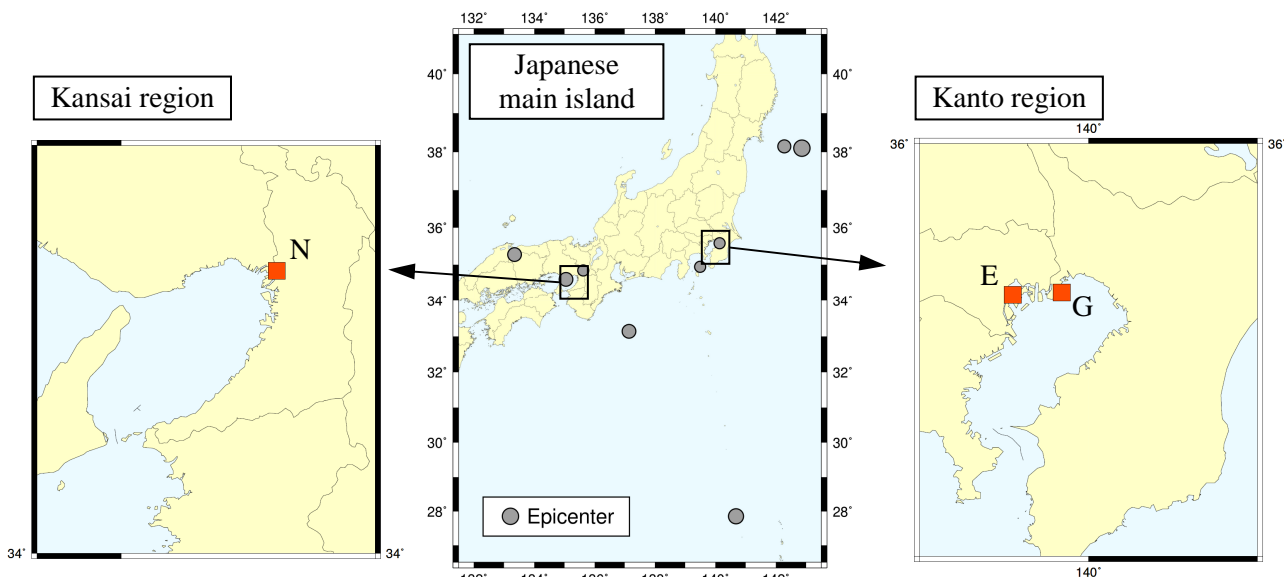 132˚ 134˚ 136˚ 138˚ 140˚ 142˚
Japanese
main island
40˚ 40˚
38˚ 38˚
36˚ 36˚
34˚ 34˚
32˚ 32˚
30˚ 30˚
28˚ 28˚
Epicenter
Kansai region
N
34˚ 34˚
Kanto region
140˚
36˚ 36˚
E
G
140˚